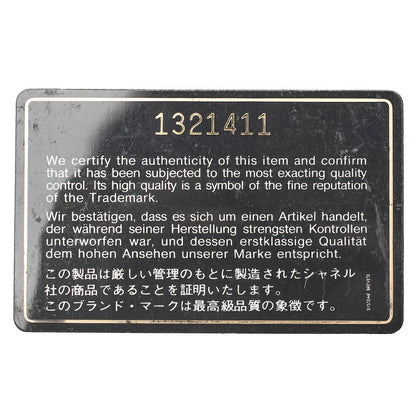 1321411
We certify the authenticity of this item and confirm
that it has been subjected to the most exacting quality
control. Its high quality is a symbol of the fine reputation
of the Trademark.
Wir bestätigen, dass es sich um einen Artikel handelt,
der während seiner Herstellung strengsten Kontrollen
unterworfen war, und dessen erstklassige Qualität
dem hohen Ansehen unserer Marke entspricht.
この製品は厳しい管理のもとに製造されたシャネル
社の商品であることを証明いたします。
このブランド・マークは最高級品質の象徴です。